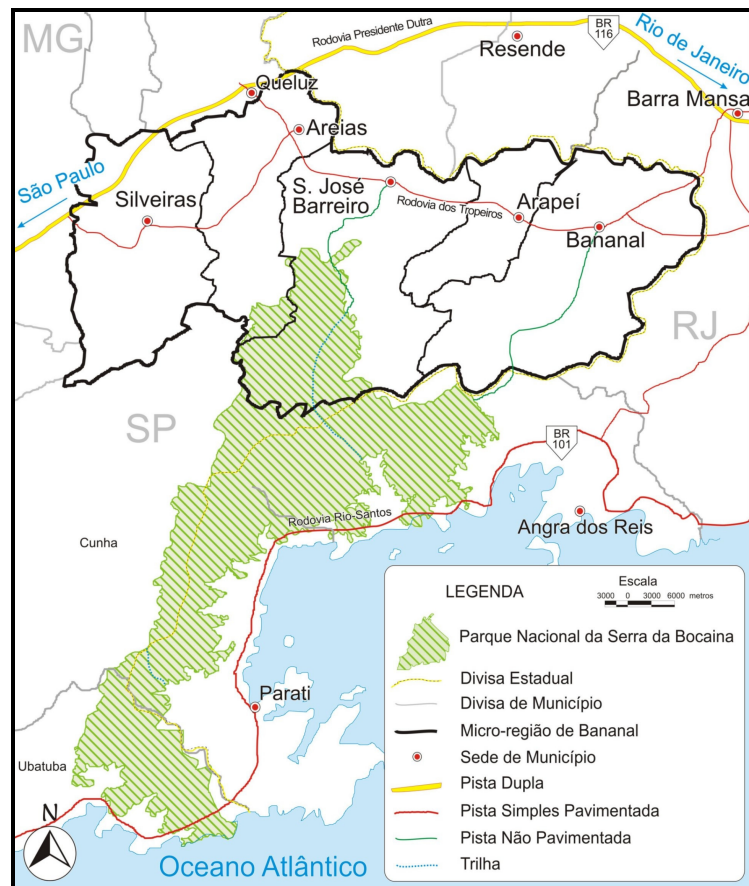 MG
Rodovia Presidente Dutra
BR
116
Rio de Janeiro
Resende
Queluz
Barra Mansa
Areias
São Paulo
Silveiras
S. José
Barreiro
Rodovia dos Tropeiros
Arapeí
Bananal
RJ
SP
BR
101
Rodovia Rio-Santos
Angra dos Reis
Cunha
LEGENDA
Escala
3000 0 3000 6000 metros
Parque Nacional da Serra da Bocaina
Divisa Estadual
Divisa de Município
Micro-região de Bananal
Sede de Município
Pista Dupla
Pista Simples Pavimentada
Pista Não Pavimentada
Trilha
Parati
Ubatuba
N
Oceano Atlântico